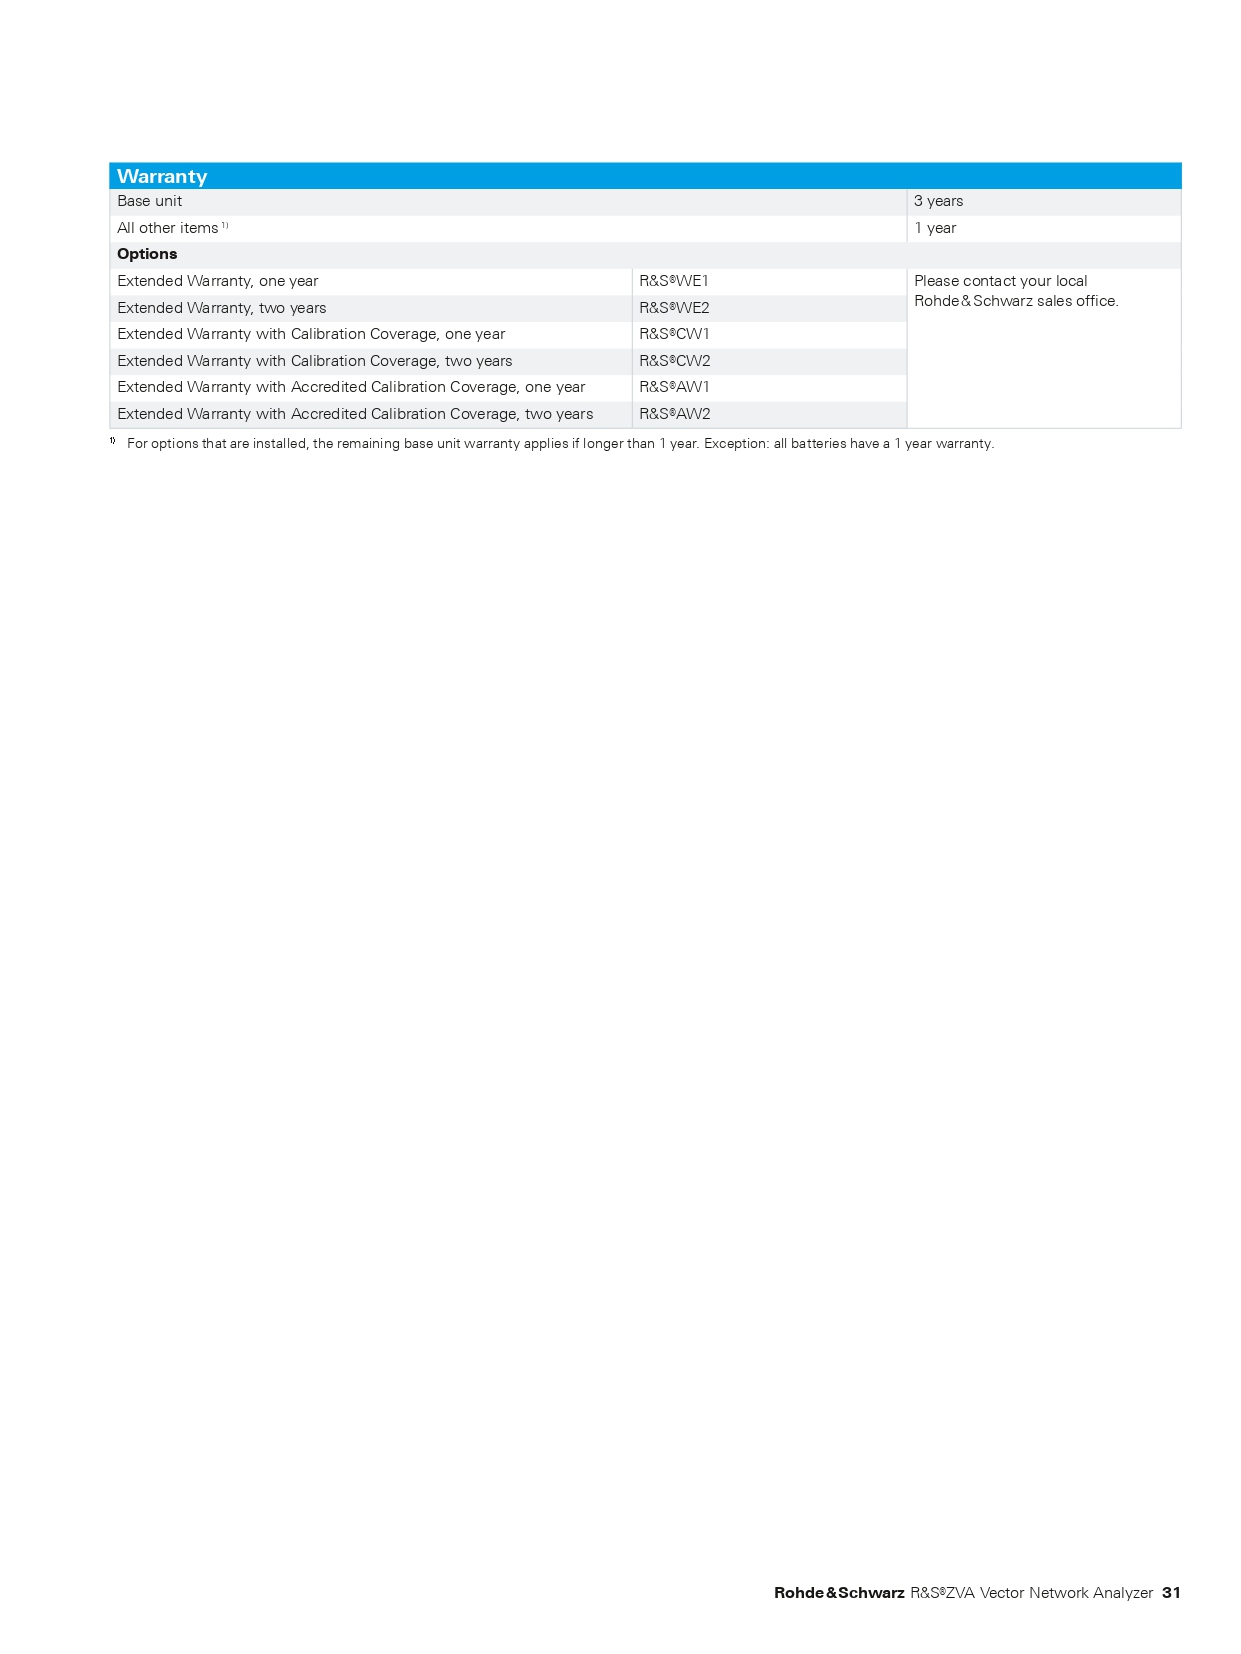 Warranty
Base unit 3 years
All other items 1) 1 year
Options
Extended Warranty, one year R&S®WE1 Please contact your local
Rohde & Schwarz sales office.
Extended Warranty, two years R&S®WE2
Extended Warranty with Calibration Coverage, one year R&S®CW1
Extended Warranty with Calibration Coverage, two years R&S®CW2
Extended Warranty with Accredited Calibration Coverage, one year R&S®AW1
Extended Warranty with Accredited Calibration Coverage, two years R&S®AW2
1) For options that are installed, the remaining base unit warranty applies if longer than 1 year. Exception: all batteries have a 1 year warranty.
Rohde & Schwarz R&S®ZVA Vector Network Analyzer 31